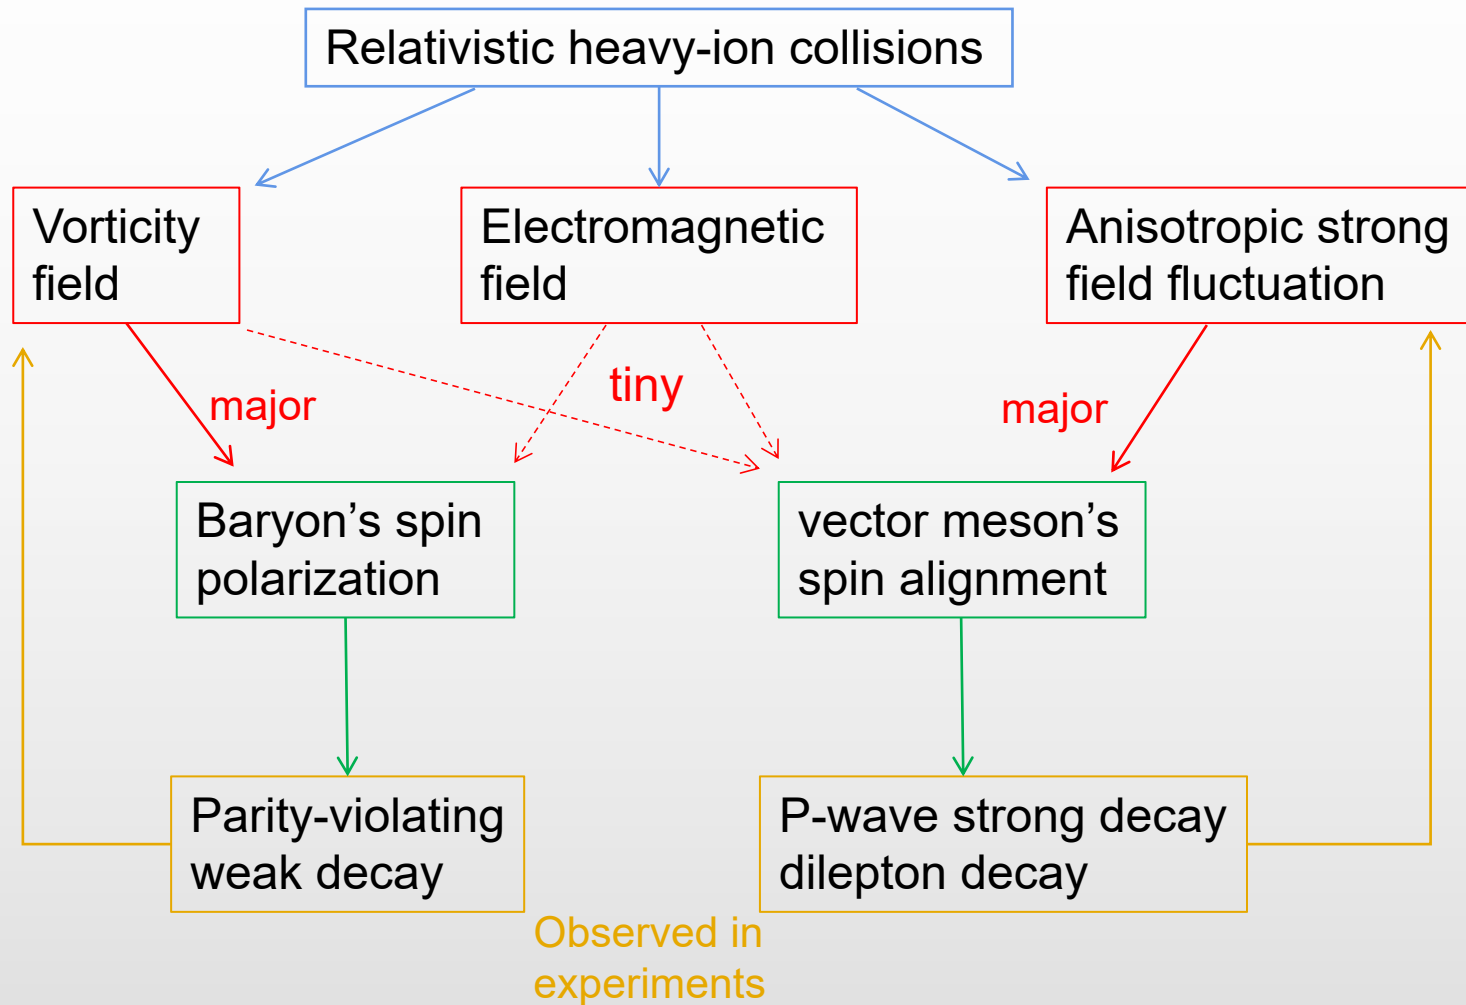 Relativistic heavy-ion collisions
Vorticity
field
Electromagnetic
field
Anisotropic strong
field fluctuation
major
tiny
major
Baryon’s spin
polarization
vector meson’s
spin alignment
Parity-violating
weak decay
P-wave strong decay
dilepton decay
Observed in
experiments